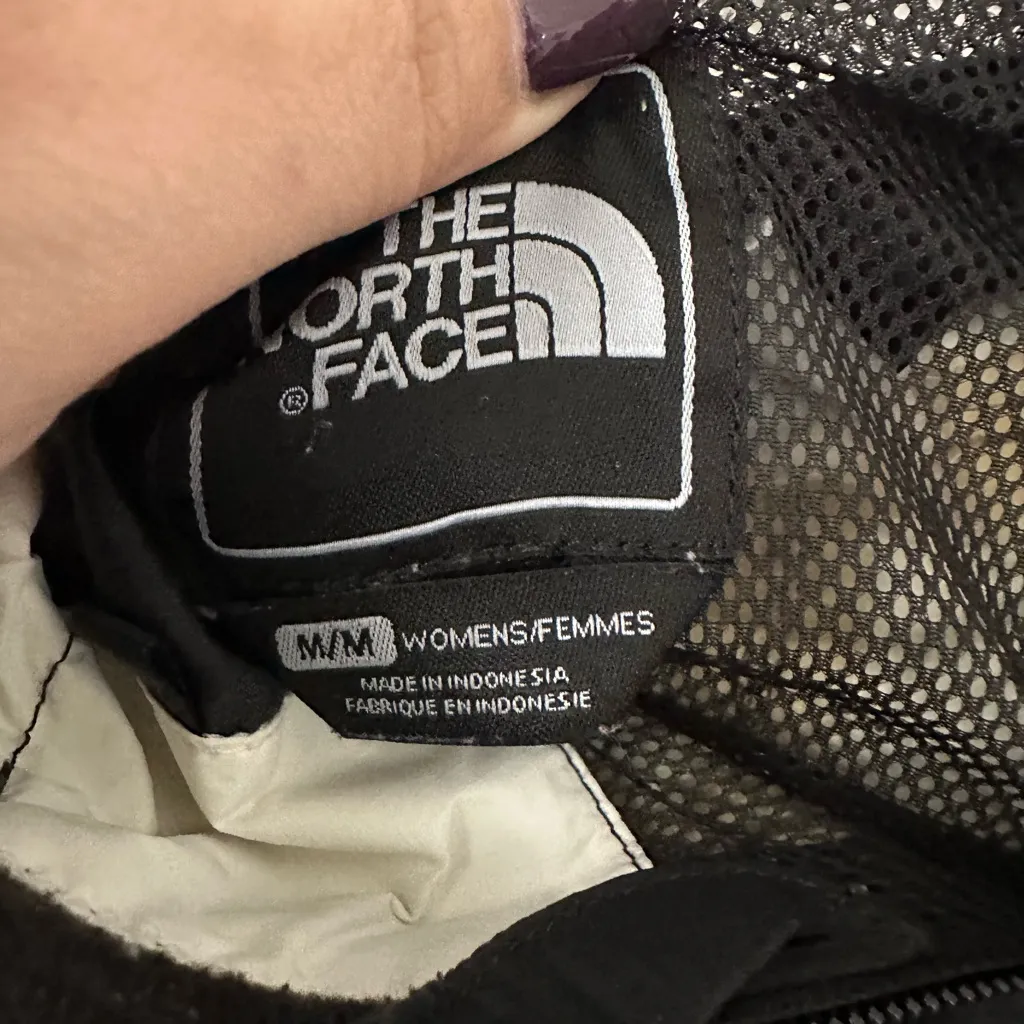 THE
NORTH
FACE
®
M/M WOMENS/FEMMES
MADE IN INDONESIA
FABRIQUE EN INDONESIE